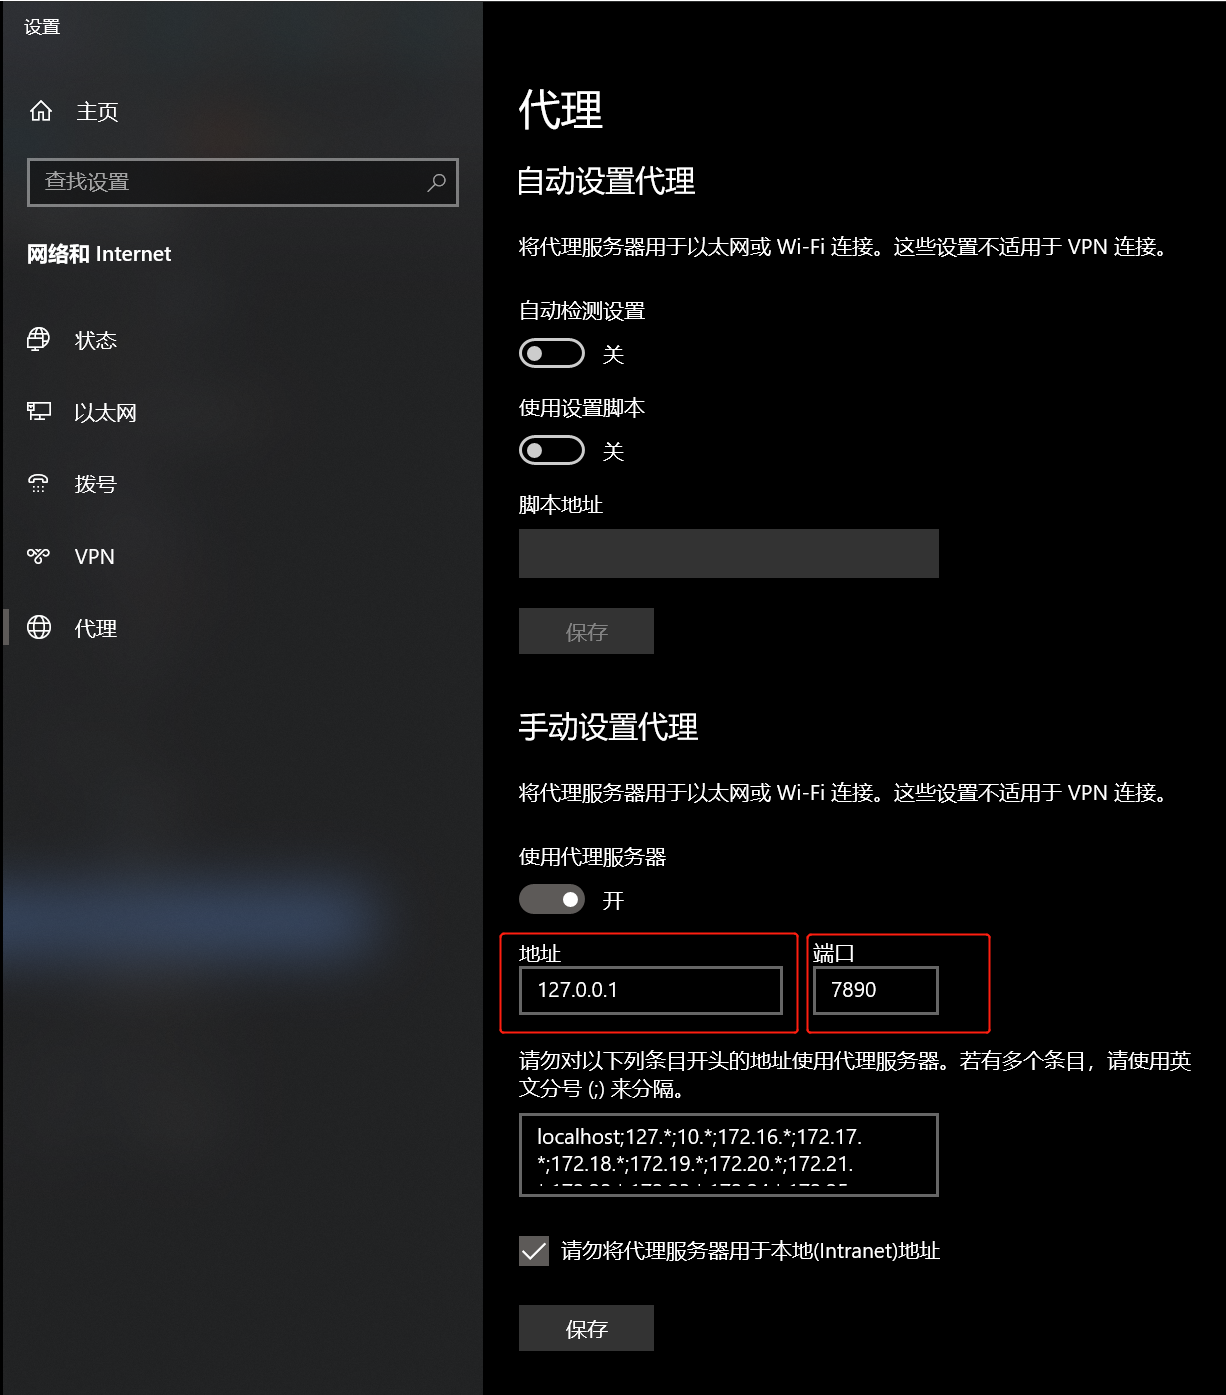 设置
主页
查找设置
网络和 Internet
状态
以太网
拨号
VPN
代理
代理
自动设置代理
将代理服务器用于以太网或 Wi-Fi 连接。这些设置不适用于 VPN 连接。
自动检测设置
关
使用设置脚本
关
脚本地址
保存
手动设置代理
将代理服务器用于以太网或 Wi-Fi 连接。这些设置不适用于 VPN 连接。
使用代理服务器
开
地址
127.0.0.1
端口
7890
请勿对以下列条目开头的地址使用代理服务器。若有多个条目，请使用英
文分号 (;) 来分隔。
localhost;127.*;10.*;172.16.*;172.17.
*;172.18.*;172.19.*;172.20.*;172.21.
请勿将代理服务器用于本地(Intranet)地址
保存